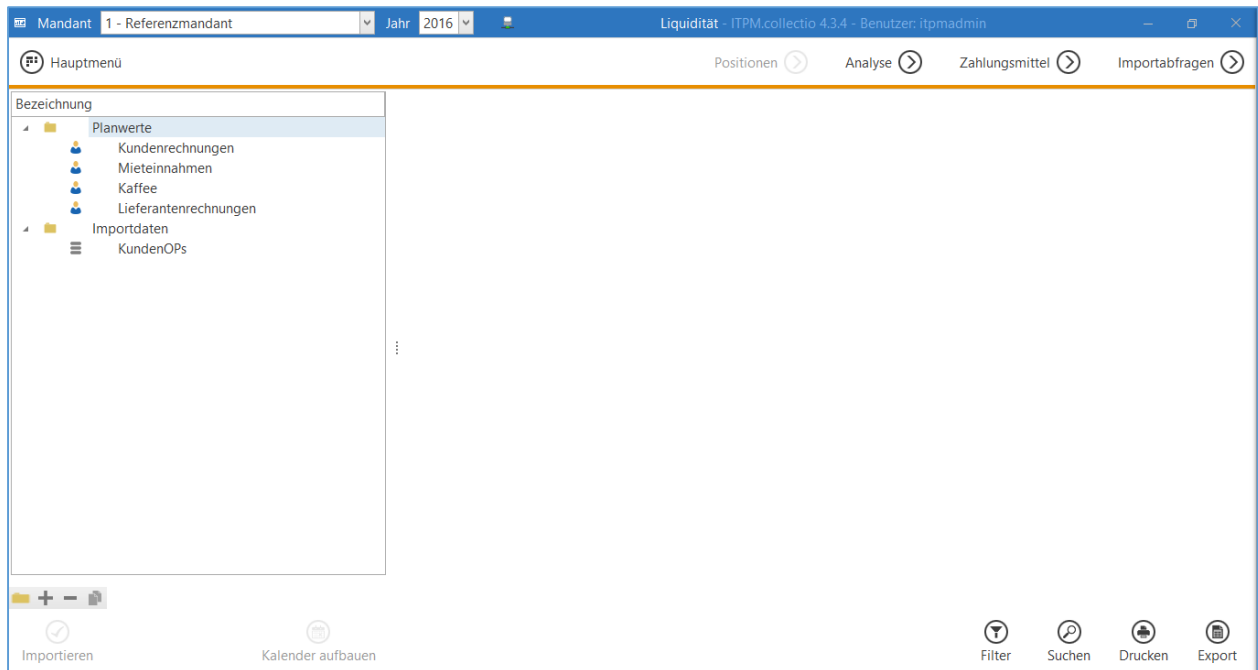 Mandant 1 - Referenzmandant Jahr 2016 Liquidität - ITPM.collectio 4.3.4 - Benutzer: itpmadmin
Hauptmenü Positionen Analyse Zahlungsmittel Importabfragen
Bezeichnung
Planwerte
Kundenrechnungen
Mieteinnahmen
Kaffee
Lieferantenrechnungen
Importdaten
KundenOPs
Importieren Kalender aufbauen Filter Suchen Drucken Export